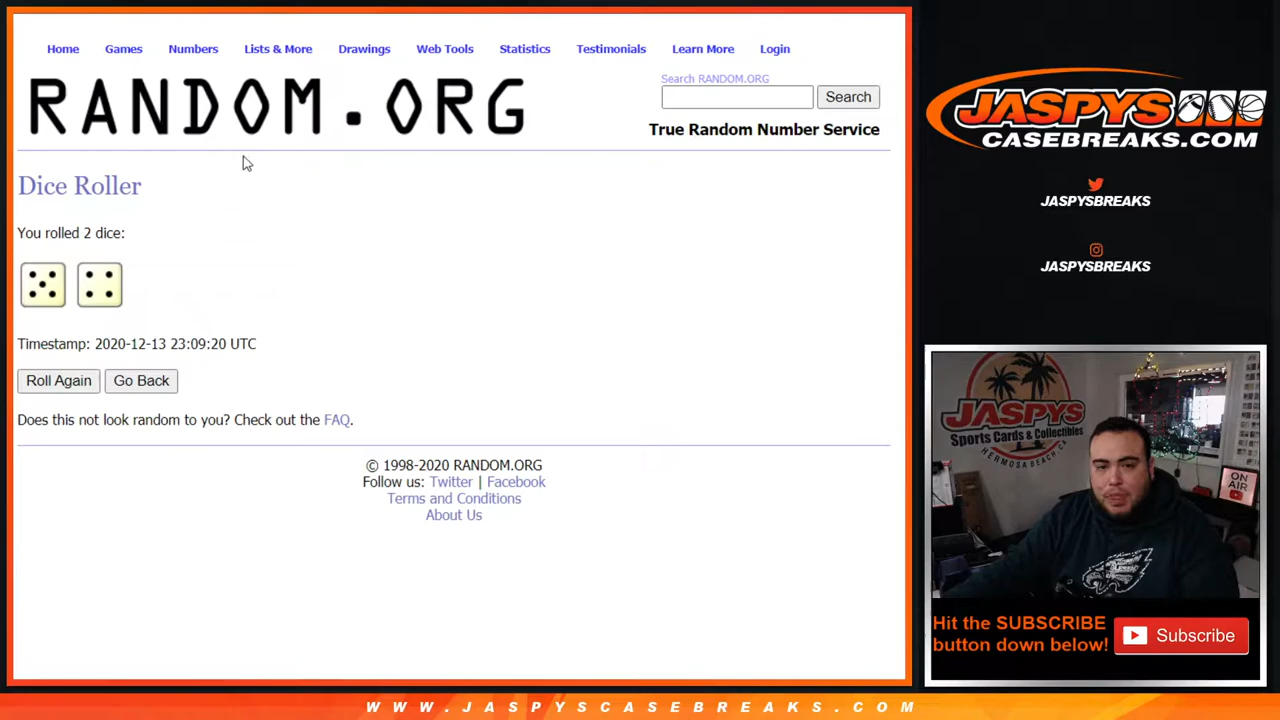 Home Games Numbers Lists & More Drawings Web Tools Statistics Testimonials Learn More Login
RANDOM.ORG
Search RANDOM.ORG
Search
True Random Number Service
Dice Roller
You rolled 2 dice:
Timestamp: 2020-12-13 23:09:20 UTC
Roll Again Go Back
Does this not look random to you? Check out the FAQ.
© 1998-2020 RANDOM.ORG
Follow us: Twitter | Facebook
Terms and Conditions
About Us
JASPYS
CASEBREAKS.COM
JASPYSBREAKS
JASPYSBREAKS
JASPYS
Sports Cards & Collectibles
HERMOSA BEACH, CA
ON
AIR
Hit the SUBSCRIBE
button down below!
Subscribe
WWW.JASPYSCASEBREAKS.COM